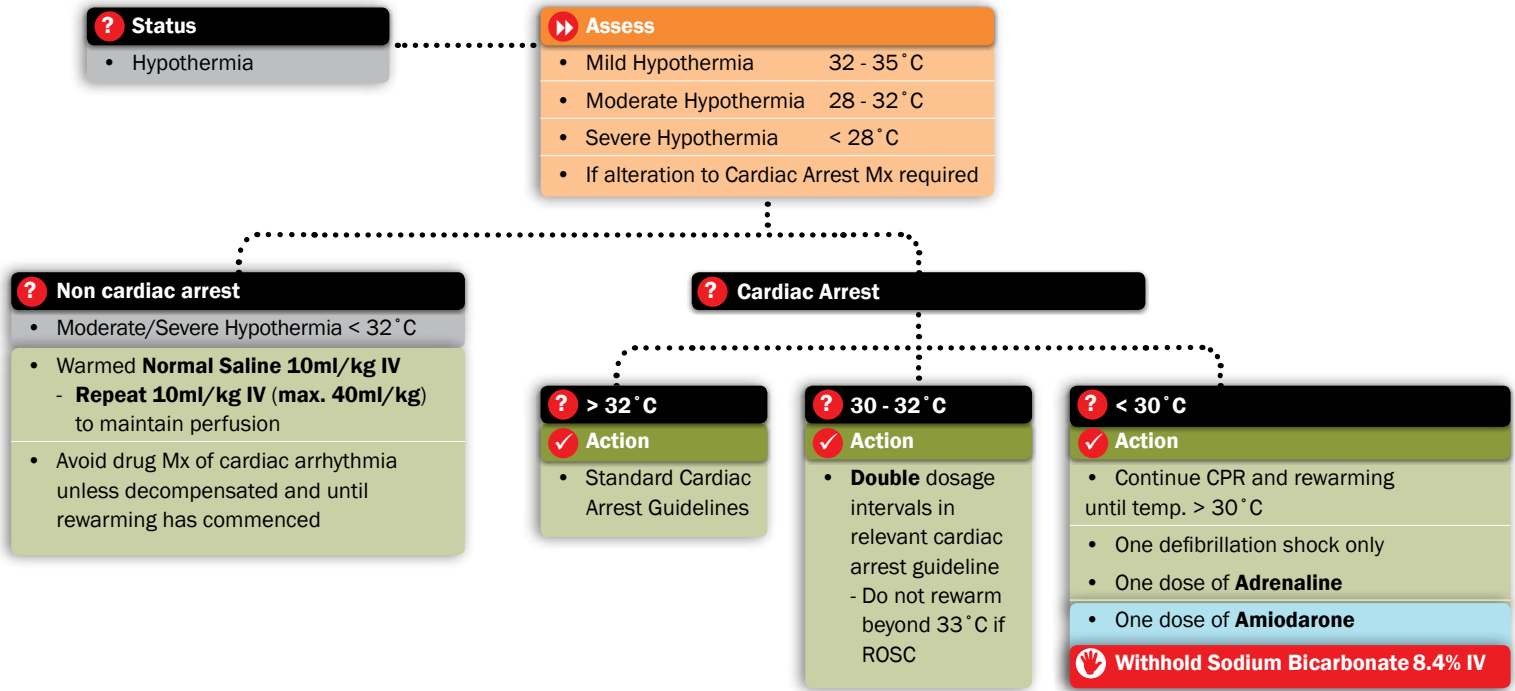 ? Status
• Hypothermia
Assess
• Mild Hypothermia 32 - 35˚C
• Moderate Hypothermia 28 - 32˚C
• Severe Hypothermia < 28˚C
• If alteration to Cardiac Arrest Mx required
? Non cardiac arrest
• Moderate/Severe Hypothermia < 32˚C
• Warmed Normal Saline 10ml/kg IV
- Repeat 10ml/kg IV (max. 40ml/kg)
to maintain perfusion
• Avoid drug Mx of cardiac arrhythmia
unless decompensated and until
rewarming has commenced
? Cardiac Arrest
? > 32˚C
Action
• Standard Cardiac
Arrest Guidelines
? 30 - 32˚C
Action
• Double dosage
intervals in
relevant cardiac
arrest guideline
- Do not rewarm
beyond 33˚C if
ROSC
? < 30˚C
Action
• Continue CPR and rewarming
until temp. > 30˚C
• One defibrillation shock only
• One dose of Adrenaline
• One dose of Amiodarone
Withhold Sodium Bicarbonate 8.4% IV